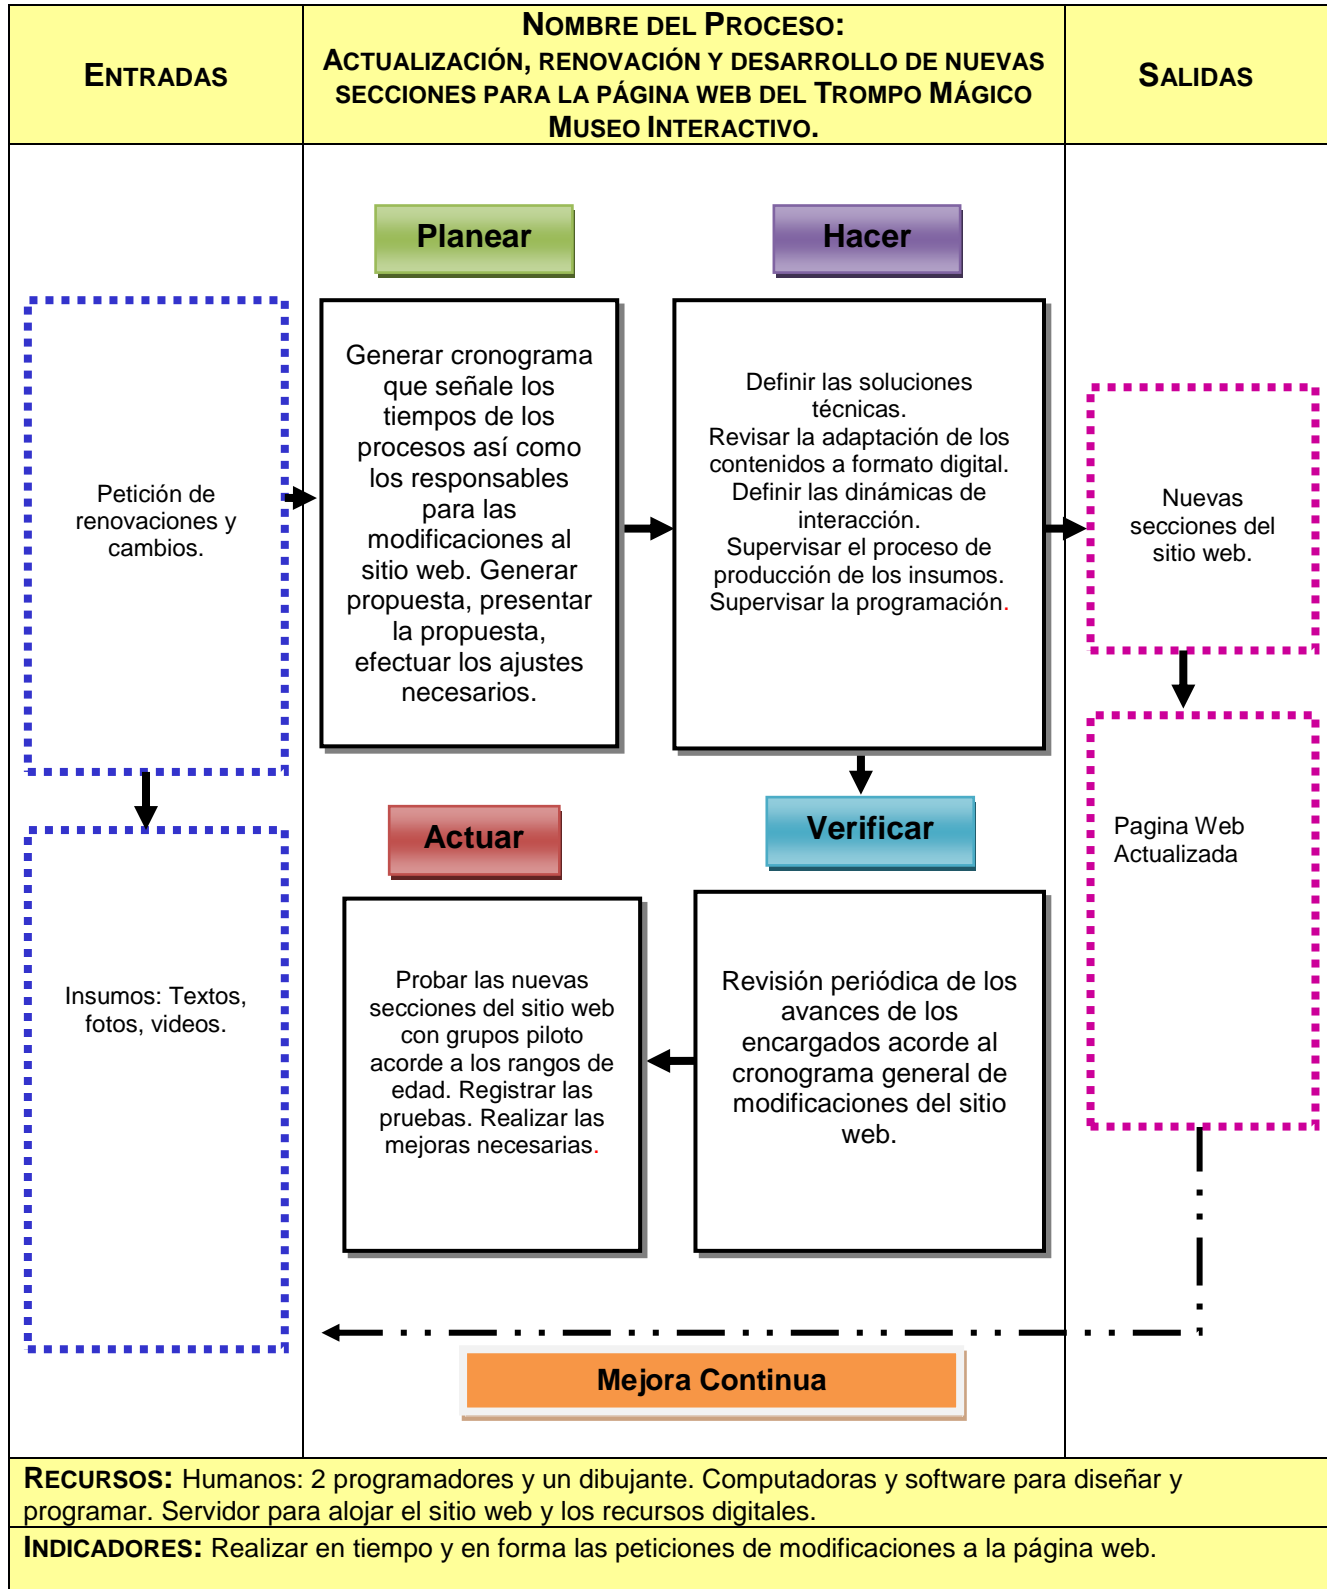 ENTRADAS
NOMBRE DEL PROCESO:
ACTUALIZACIÓN, RENOVACIÓN Y DESARROLLO DE NUEVAS
SECCIONES PARA LA PÁGINA WEB DEL TROMPO MÁGICO
MUSEO INTERACTIVO.
SALIDAS
Petición de
renovaciones y
cambios.
Insumos: Textos,
fotos, videos.
Planear
Generar cronograma
que señale los
tiempos de los
procesos así como
los responsables
para las
modificaciones al
sitio web. Generar
propuesta, presentar
la propuesta,
efectuar los ajustes
necesarios.
Hacer
Definir las soluciones
técnicas.
Revisar la adaptación de los
contenidos a formato digital.
Definir las dinámicas de
interacción.
Supervisar el proceso de
producción de los insumos.
Supervisar la programación.
Verificar
Revisión periódica de los
avances de los
encargados acorde al
cronograma general de
modificaciones del sitio
web.
Actuar
Probar las nuevas
secciones del sitio web
con grupos piloto
acorde a los rangos de
edad. Registrar las
pruebas. Realizar las
mejoras necesarias.
Nuevas
secciones del
sitio web.
Pagina Web
Actualizada
Mejora Continua
RECURSOS: Humanos: 2 programadores y un dibujante. Computadoras y software para diseñar y
programar. Servidor para alojar el sitio web y los recursos digitales.
INDICADORES: Realizar en tiempo y en forma las peticiones de modificaciones a la página web.